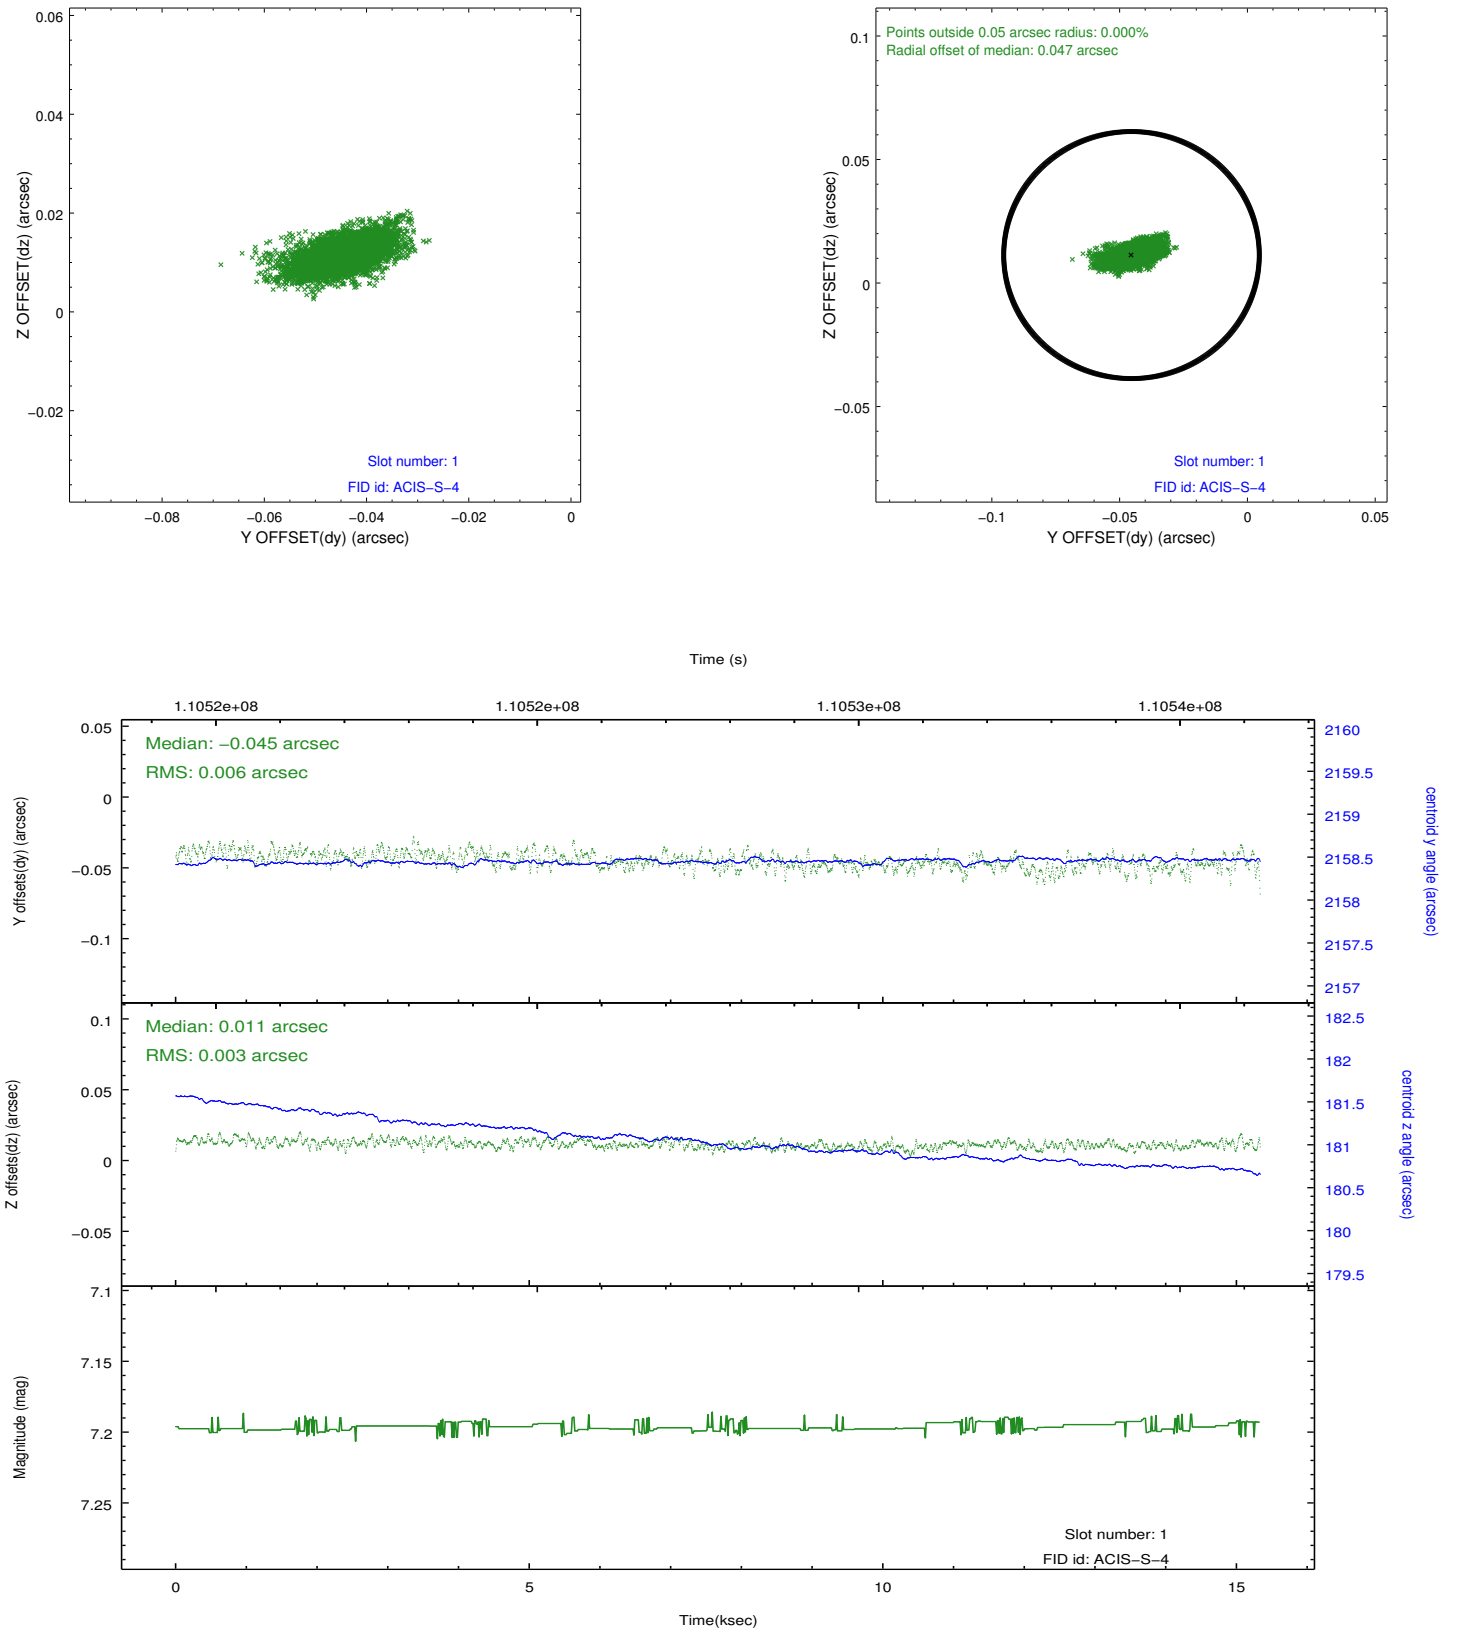 0.06
0.04
0.02
0
−0.02
Z OFFSET(dz) (arcsec)
Slot number: 1
FID id: ACIS−S−4
−0.08 −0.06 −0.04 −0.02 0
Y OFFSET(dy) (arcsec)
Points outside 0.05 arcsec radius: 0.000%
Radial offset of median: 0.047 arcsec
0.1
0.05
0
−0.05
Z OFFSET(dz) (arcsec)
Slot number: 1
FID id: ACIS−S−4
−0.1 −0.05 0 0.05
Y OFFSET(dy) (arcsec)
Time (s)
1.1052e+08 1.1052e+08 1.1053e+08 1.1054e+08
Median: −0.045 arcsec
RMS: 0.006 arcsec
0.05
0
−0.05
−0.1
Y offsets(dy) (arcsec)
2160
2159.5
2159
2158.5
2158
2157.5
2157
centroid y angle (arcsec)
Median: 0.011 arcsec
RMS: 0.003 arcsec
0.1
0.05
0
−0.05
Z offsets(dz) (arcsec)
182.5
182
181.5
181
180.5
180
179.5
centroid z angle (arcsec)
7.1
7.15
7.2
7.25
Magnitude (mag)
Slot number: 1
FID id: ACIS−S−4
0 5 10 15
Time(ksec)